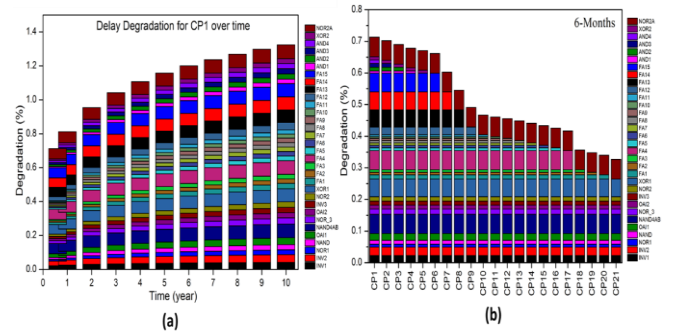 Delay Degradation for CP1 over time
Degradation (%)
1.4
1.2
1.0
0.8
0.6
0.4
0.2
0.0
0 1 2 3 4 5 6 7 8 9 10
Time (year)
NOR2A
XOR2
AND4
AND3
AND2
AND1
FA15
FA14
FA13
FA12
FA11
FA10
FA9
FA8
FA7
FA6
FA5
FA4
FA3
FA2
FA1
XOR1
NOR2
INV3
OAI2
NOR_3
NAND4AB
OAI1
NAND
NOR1
INV2
INV1
(a)
6-Months
Degradation (%)
0.8
0.7
0.6
0.5
0.4
0.3
0.2
0.1
0.0
CP1 CP2 CP3 CP4 CP5 CP6 CP7 CP8 CP9 CP10 CP11 CP12 CP13 CP14 CP15 CP16 CP17 CP18 CP19 CP20 CP21
NOR2A
XOR2
AND4
AND3
AND2
AND1
FA15
FA14
FA13
FA12
FA11
FA10
FA9
FA8
FA7
FA6
FA5
FA4
FA3
FA2
FA1
XOR1
NOR2
INV3
OAI2
NOR_3
NAND4AB
OAI1
NAND
NOR1
INV2
INV1
(b)